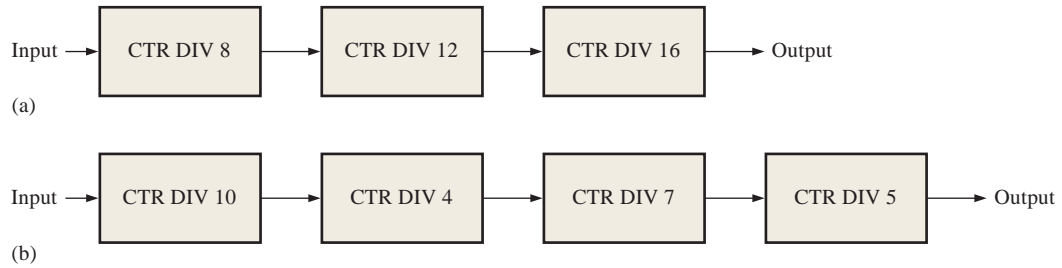 Input CTR DIV 8 CTR DIV 12 CTR DIV 16 Output
(a)
Input CTR DIV 10 CTR DIV 4 CTR DIV 7 CTR DIV 5 Output
(b)